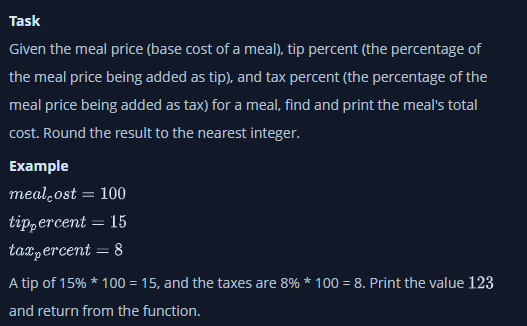 Task
Given the meal price (base cost of a meal), tip percent (the percentage of
the meal price being added as tip), and tax percent (the percentage of the
meal price being added as tax) for a meal, find and print the meal's total
cost. Round the result to the nearest integer.
Example
meal_cost = 100
tip_percent = 15
tax_percent = 8
A tip of 15% * 100 = 15, and the taxes are 8% * 100 = 8. Print the value 123
and return from the function.